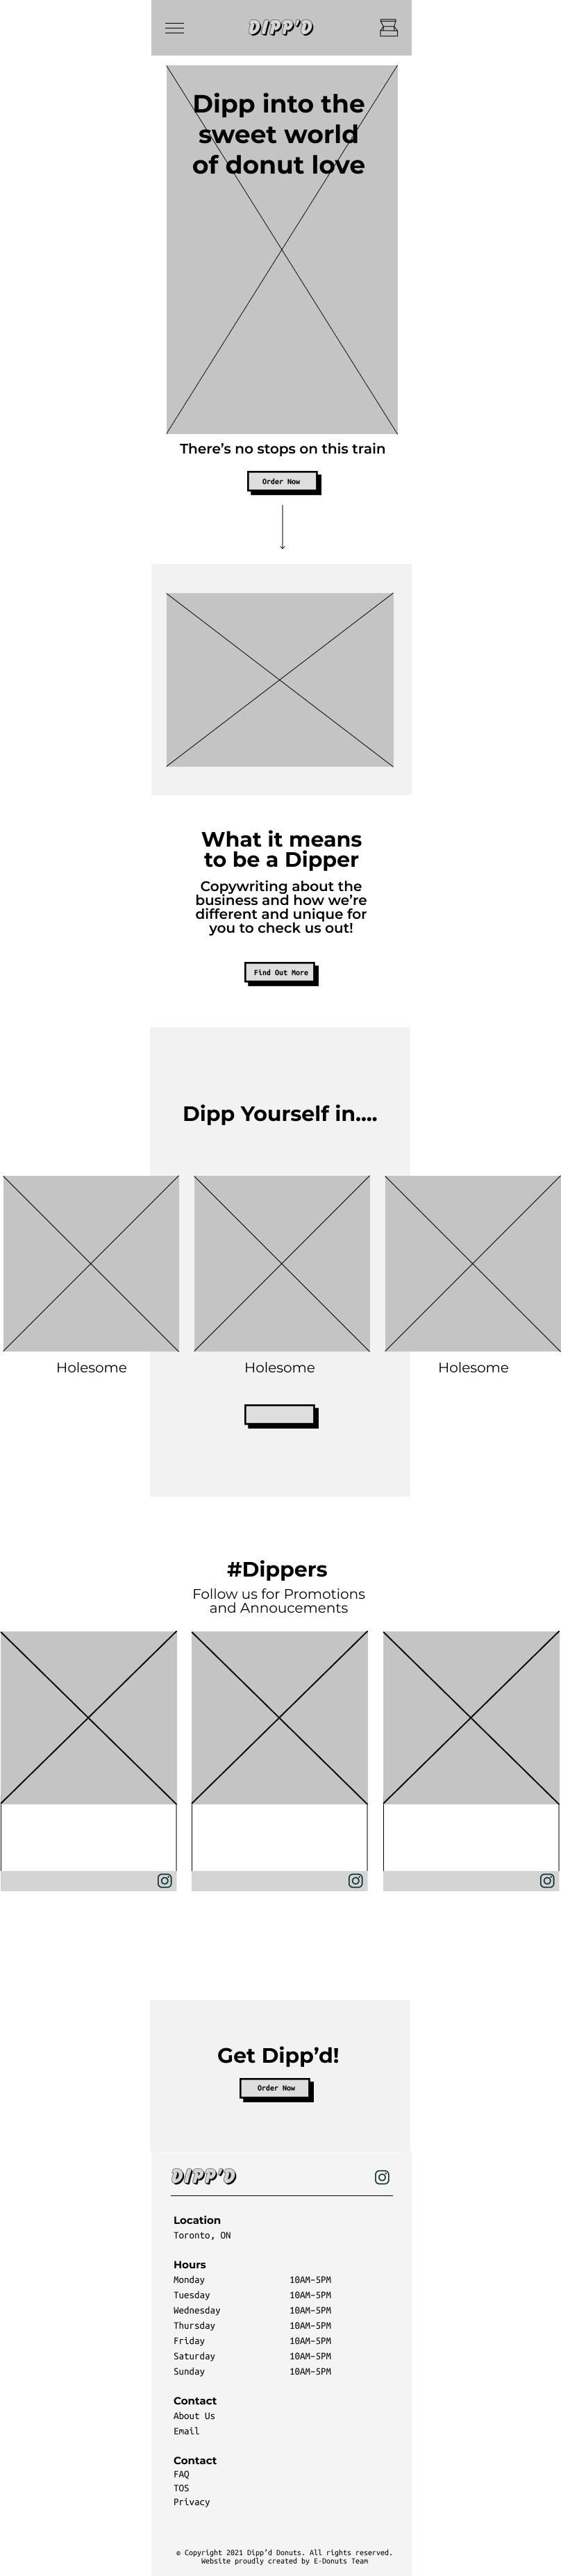 DIPP'D
Dipp into the
sweet world
of donut love
There’s no stops on this train
Order Now
What it means
to be a Dipper
Copywriting about the
business and how we’re
different and unique for
you to check us out!
Find Out More
Dipp Yourself in....
Holesome
Holesome
Holesome
#Dippers
Follow us for Promotions
and Annoucements
Get Dipp’d!
Order Now
DIPP'D
Location
Toronto, ON
Hours
Monday 10AM-5PM
Tuesday 10AM-5PM
Wednesday 10AM-5PM
Thursday 10AM-5PM
Friday 10AM-5PM
Saturday 10AM-5PM
Sunday 10AM-5PM
Contact
About Us
Email
Contact
FAQ
TOS
Privacy
© Copyright 2021 Dipp’d Donuts. All rights reserved.
Website proudly created by E-Donuts Team